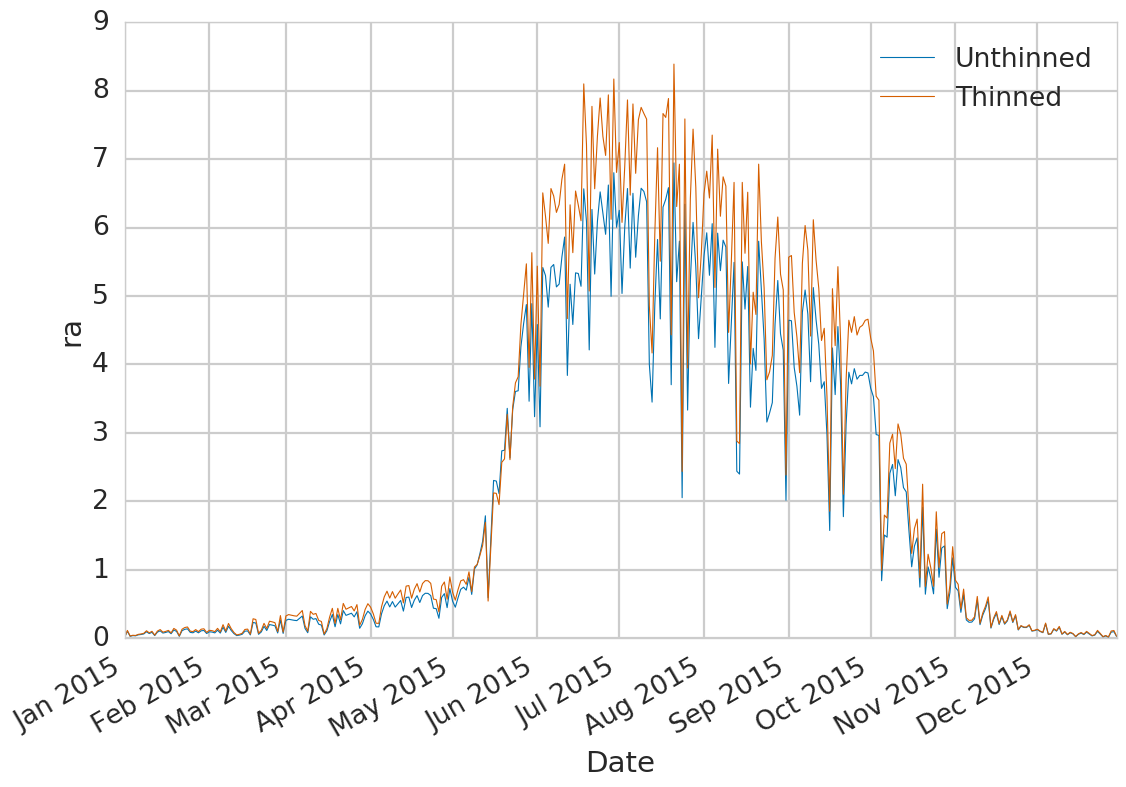 9
8
7
6
5
4
3
2
1
0
ra
Unthinned
Thinned
Jan 2015
Feb 2015
Mar 2015
Apr 2015
May 2015
Jun 2015
Jul 2015
Aug 2015
Sep 2015
Oct 2015
Nov 2015
Dec 2015
Date